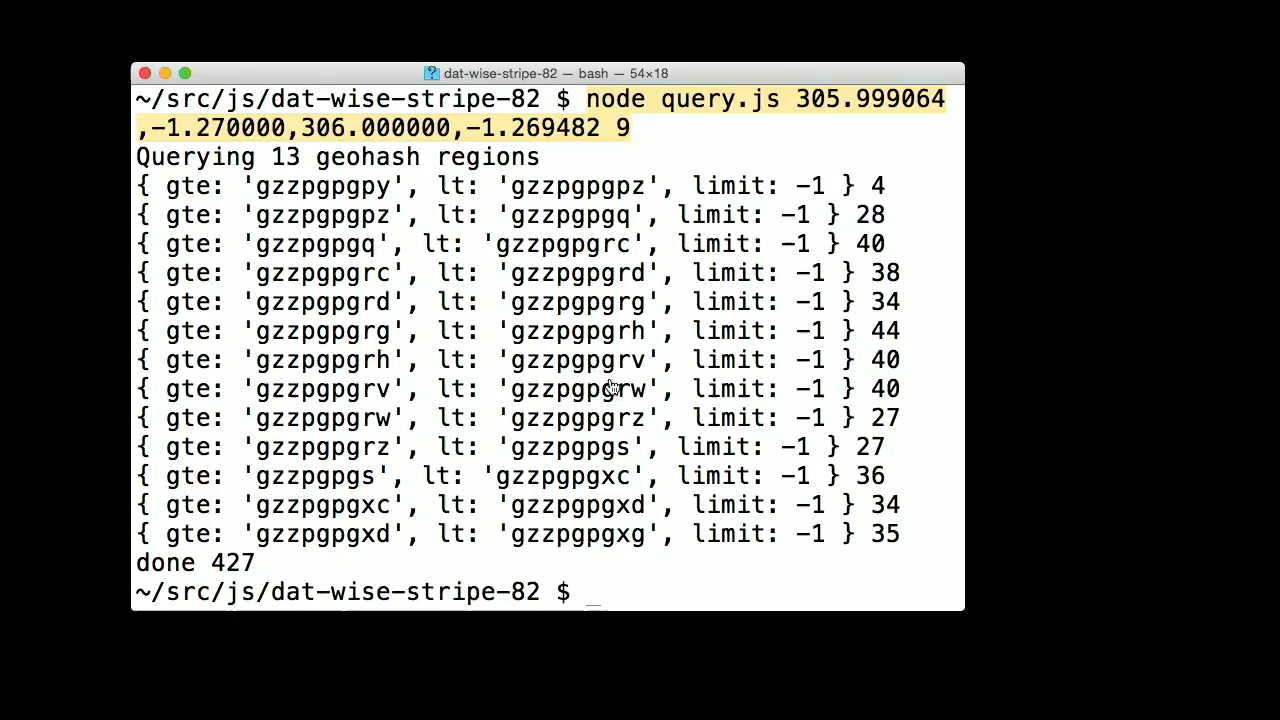 dat-wise-stripe-82 — bash — 54×18
~/src/js/dat-wise-stripe-82 $ node query.js 305.999064
,-1.270000,306.000000,-1.269482 9
Querying 13 geohash regions
{ gte: 'gzzpgpgpy', lt: 'gzzpgpgpz', limit: -1 } 4
{ gte: 'gzzpgpgpz', lt: 'gzzpgpgq', limit: -1 } 28
{ gte: 'gzzpgpgq', lt: 'gzzpgpgrc', limit: -1 } 40
{ gte: 'gzzpgpgrc', lt: 'gzzpgpgrd', limit: -1 } 38
{ gte: 'gzzpgpgrd', lt: 'gzzpgpgrg', limit: -1 } 34
{ gte: 'gzzpgpgrg', lt: 'gzzpgpgrh', limit: -1 } 44
{ gte: 'gzzpgpgrh', lt: 'gzzpgpgrv', limit: -1 } 40
{ gte: 'gzzpgpgrv', lt: 'gzzpgpgrw', limit: -1 } 40
{ gte: 'gzzpgpgrw', lt: 'gzzpgpgrz', limit: -1 } 27
{ gte: 'gzzpgpgrz', lt: 'gzzpgpgs', limit: -1 } 27
{ gte: 'gzzpgpgs', lt: 'gzzpgpgxc', limit: -1 } 36
{ gte: 'gzzpgpgxc', lt: 'gzzpgpgxd', limit: -1 } 34
{ gte: 'gzzpgpgxd', lt: 'gzzpgpgxg', limit: -1 } 35
done 427
~/src/js/dat-wise-stripe-82 $ _